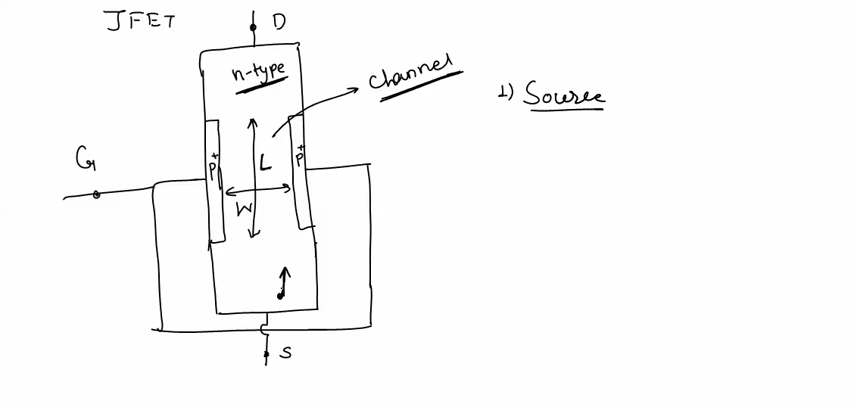 JFET
D
n-type
Channel
1) Source
G
P+
L
P+
W
S